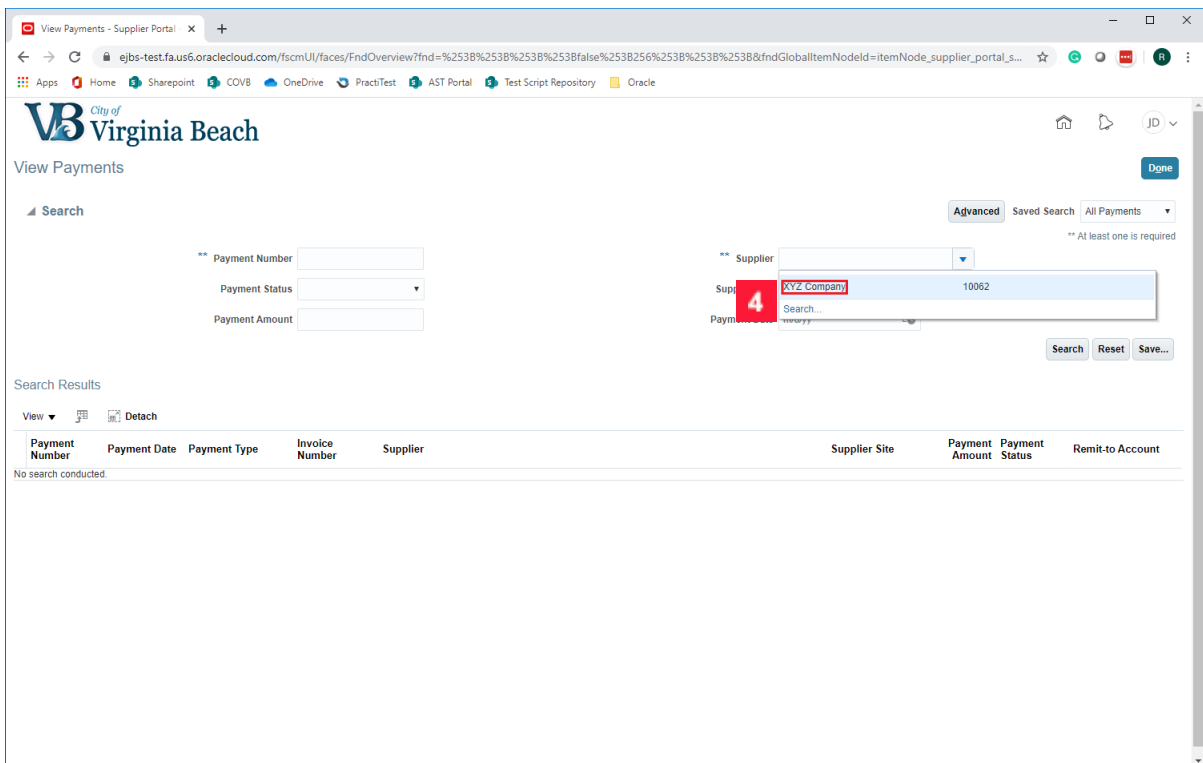 View Payments - Supplier Portal
ejbs-test.fa.us6.oraclecloud.com/fscmUI/faces/FndOverview?fnd=%253B%253B%253B%253Bfalse%253B256%253B%253B%253B&fndGlobalItemNodeId=itemNode_supplier_portal_s... R
Apps Home Sharepoint COVB OneDrive PractiTest AST Portal Test Script Repository Oracle
City of
VB Virginia Beach JD
View Payments Done
Search Advanced Saved Search All Payments
** At least one is required
** Payment Number ** Supplier
Payment Status Supp XYZ Company 10062
4 Search...
Payment Amount Paym
Search Reset Save...
Search Results
View Detach
Payment Number Payment Date Payment Type Invoice Number Supplier Supplier Site Payment Amount Payment Status Remit-to Account
No search conducted.